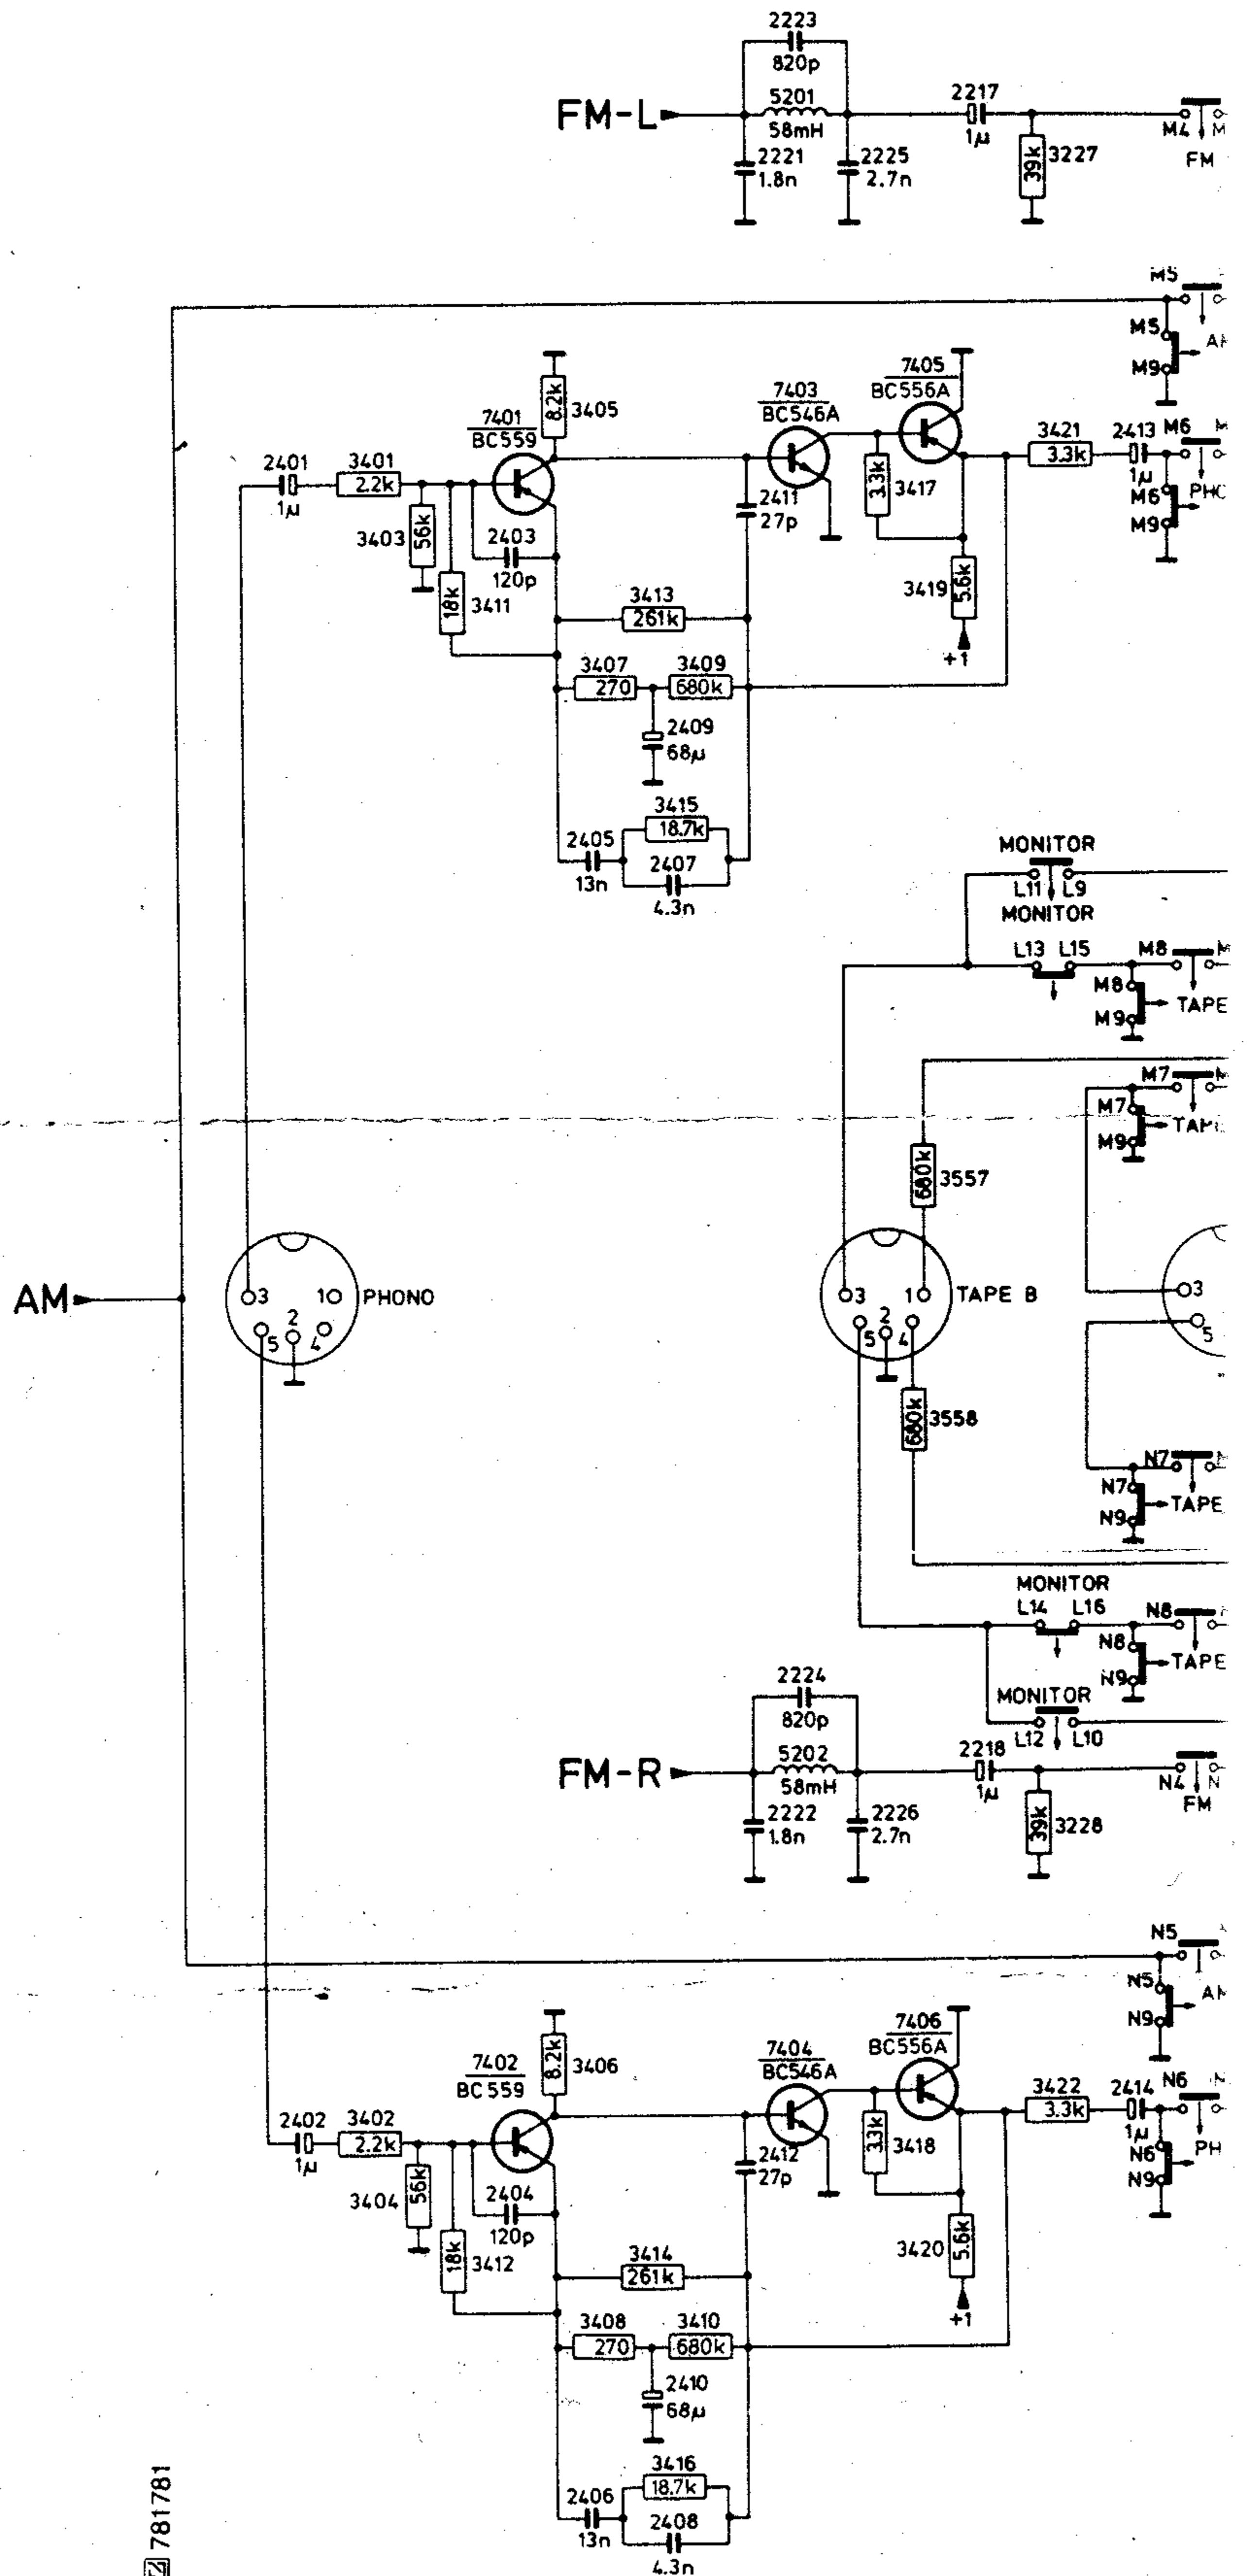 2223
820p
FM-L
5201
58mH
2217
1µ
M4
M
FM
2221
1.8n
2225
2.7n
39k
3227
M5
M5
M9
8.2k
3405
7401
BC559
7403
BC546A
7405
BC556A
2401
1µ
3401
2.2k
3421
3.3k
2413
1µ
M6
M
M6
M9
3403
56k
2403
120p
2411
27p
3.3k
3417
18k
3411
3413
261k
3419
5.6k
+1
3407
270
3409
680k
2409
68µ
3415
18.7k
2405
13n
2407
4.3n
MONITOR
L11 L9
MONITOR
L13 L15
M8
M8
M9
TAPE
M7
M7
M9
680k
3557
AM
3
1
PHONO
5
2
4
3
1
TAPE B
5
2
4
3
5
680k
3558
N7
N7
N9
TAPE
MONITOR
L14 L16
N8
N8
N9
TAPE
MONITOR
L12 L10
2224
820p
FM-R
5202
58mH
2218
1µ
N4
N
FM
2222
1.8n
2226
2.7n
39k
3228
N5
N5
N9
8.2k
3406
7402
BC559
7404
BC546A
7406
BC556A
2402
1µ
3402
2.2k
3422
3.3k
2414
1µ
N6
N6
N9
PH
3404
56k
2404
120p
2412
27p
3.3k
3418
18k
3412
3414
261k
3420
5.6k
+1
3408
270
3410
680k
2410
68µ
3416
18.7k
2406
13n
2408
4.3n
781781